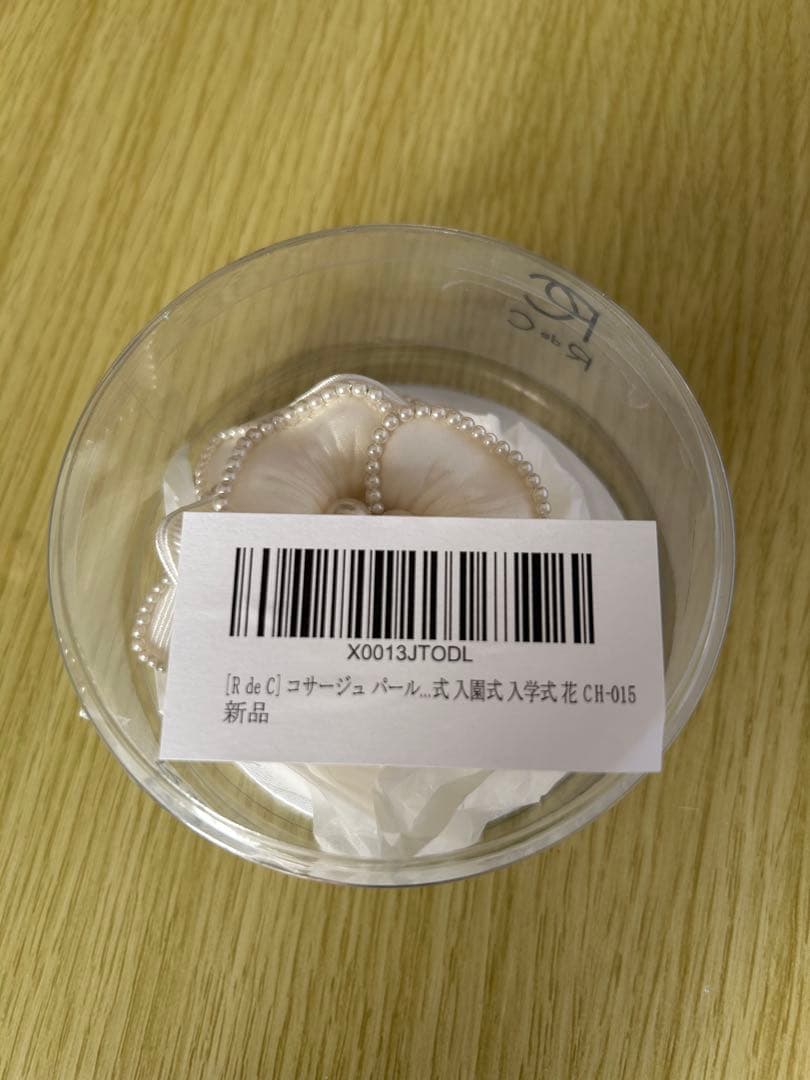 R de C
X0013JTODL
[R de C] コサージュ パール...式 入園式 入学式 花 CH-015
新品